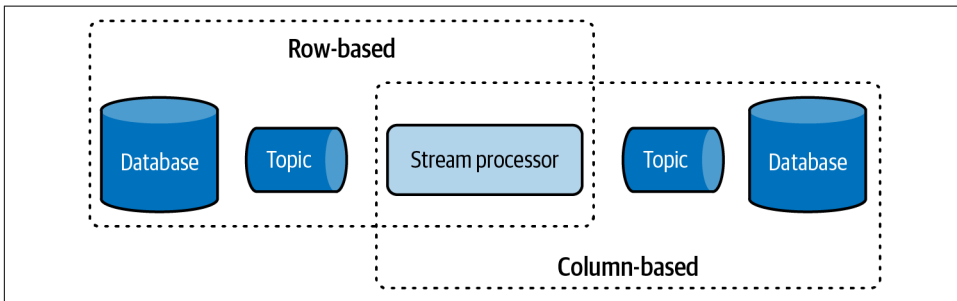 Row-based
Database
Topic
Stream processor
Topic
Database
Column-based